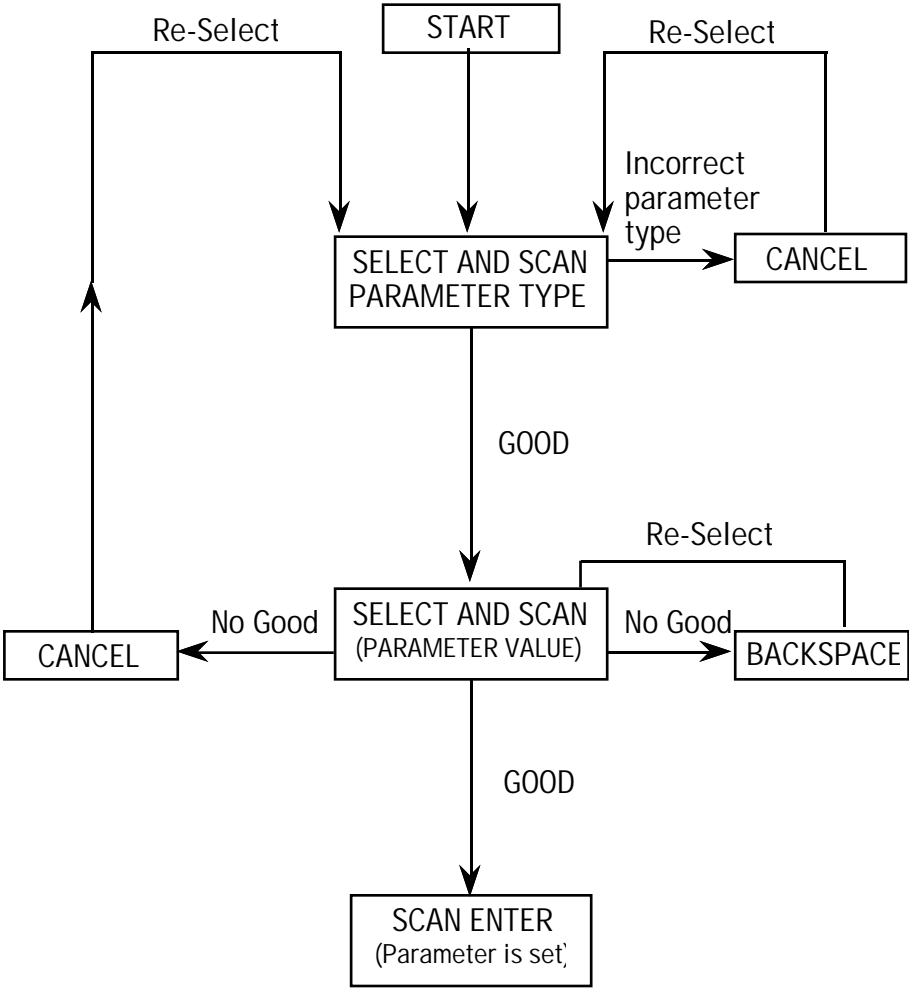 START
Re-Select
Re-Select
Incorrect
parameter
type
SELECT AND SCAN
PARAMETER TYPE
CANCEL
GOOD
Re-Select
SELECT AND SCAN
(PARAMETER VALUE)
No Good
No Good
CANCEL
BACKSPACE
GOOD
SCAN ENTER
(Parameter is set)